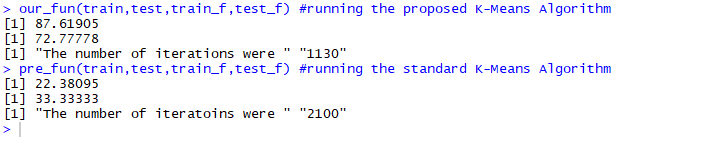 > our_fun(train,test,train_f,test_f) #running the proposed K-Means Algorithm
[1] 87.61905
[1] 72.77778
[1] "The number of iterations were " "1130"
> pre_fun(train,test,train_f,test_f) #running the standard K-Means Algorithm
[1] 22.38095
[1] 33.33333
[1] "The number of iteratoins were " "2100"
>